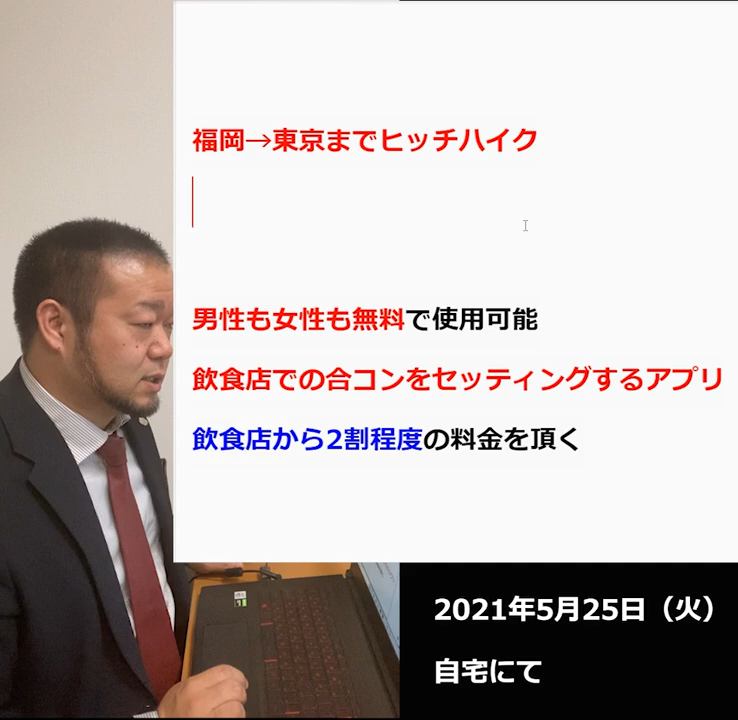 福岡→東京までヒッチハイク
男性も女性も無料で使用可能
飲食店での合コンをセッティングするアプリ
飲食店から2割程度の料金を頂く
2021年5月25日（火）
自宅にて